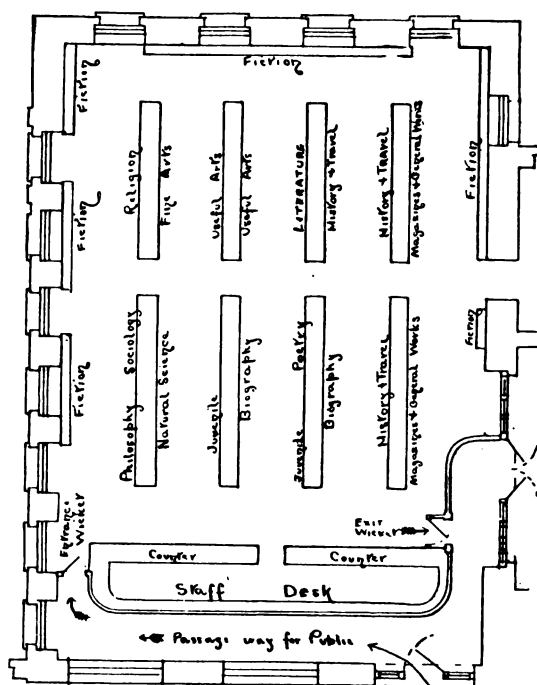 Fiction
Fiction
Fiction
Fiction
Fiction
Fiction
Religion
Fine Arts
Useful Arts
Useful Arts
LITERATURE
History + Travel
History + TRAVEL
Magazines + General Works
Philosophy Sociology
Natural Science
Juvenile
Biography
Juvenile Poetry
Biography
History + Travel
Magazines + General Works
Entrance
Wicket
Exit
Wicket
Counter
Counter
Staff Desk
Passage way for Public